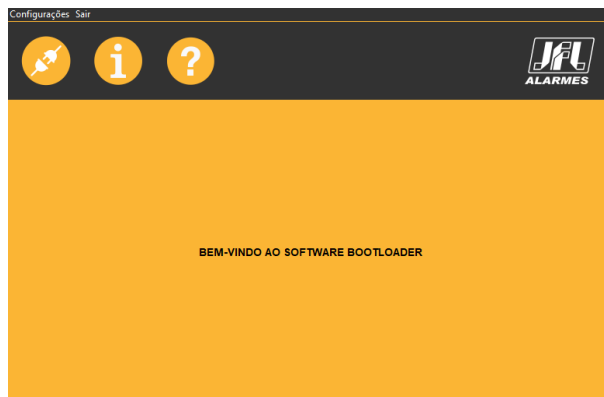 Configurações Sair
JFL
ALARMES
BEM-VINDO AO SOFTWARE BOOTLOADER